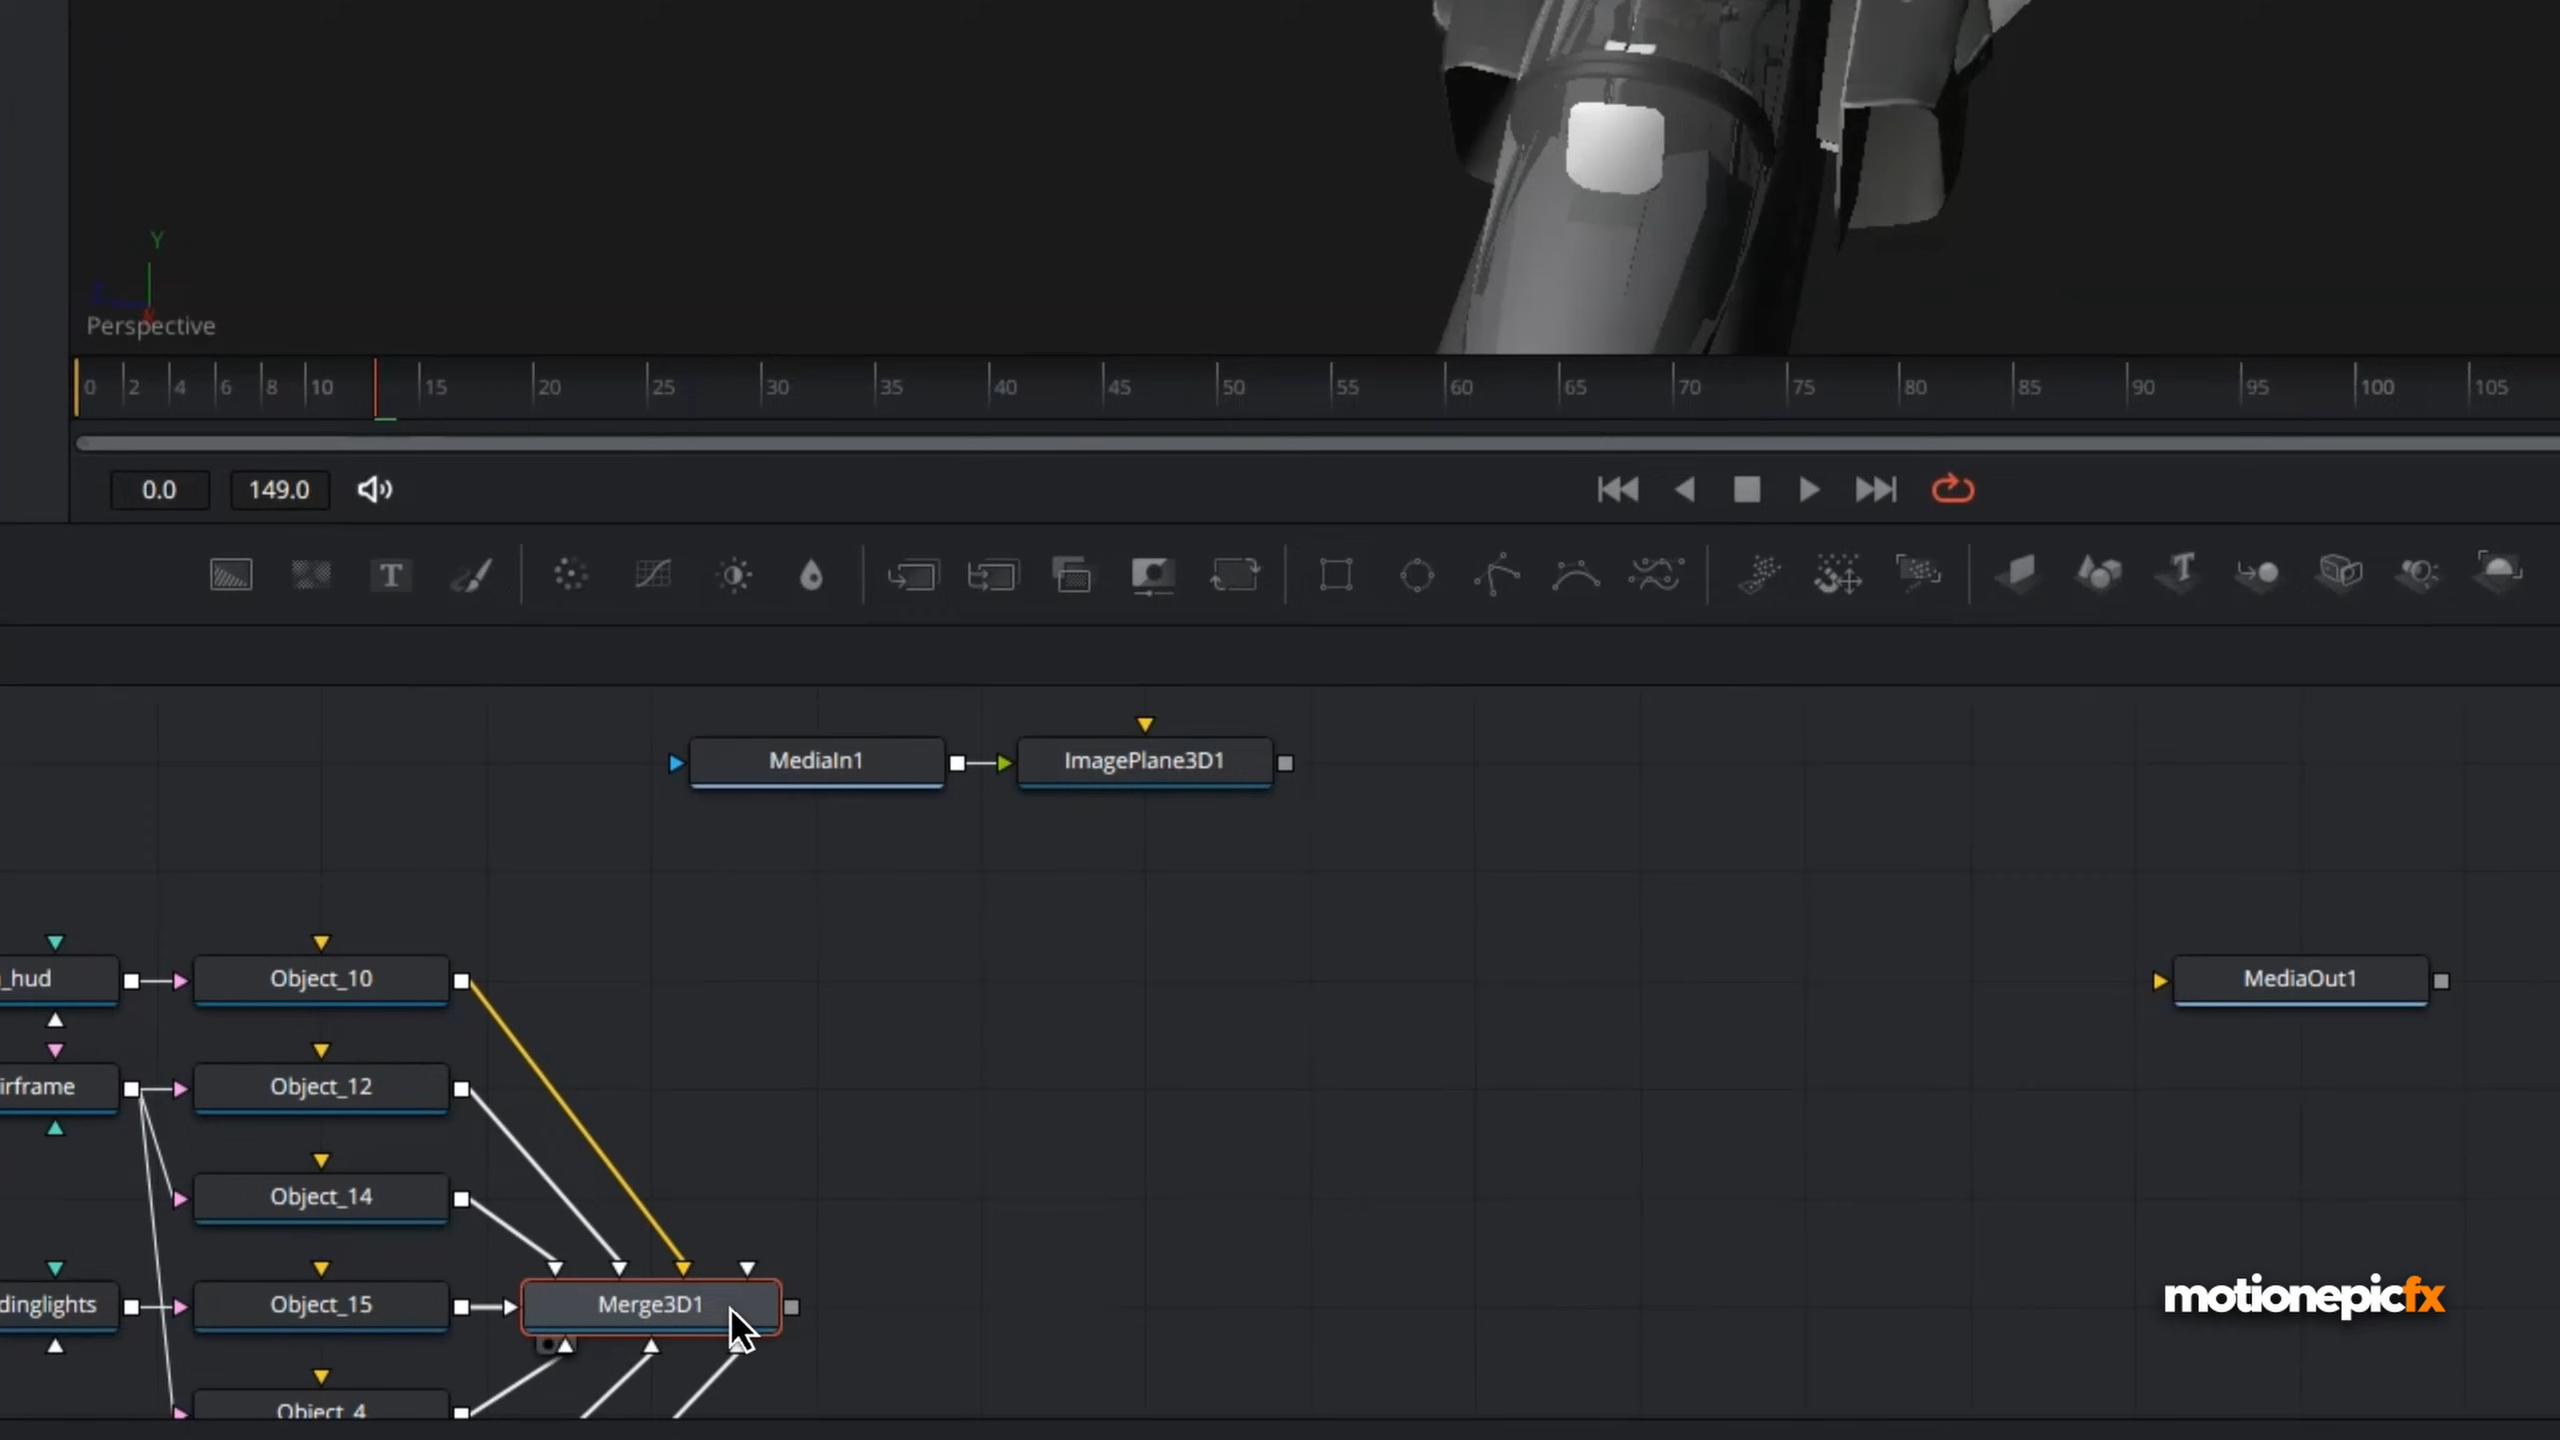 Y
Perspective
0 2 4 6 8 10 15 20 25 30 35 40 45 50 55 60 65 70 75 80 85 90 95 100 105
0.0 149.0
T T
MediaIn1 ImagePlane3D1
_hud Object_10 MediaOut1
irframe Object_12
Object_14
dinglights Object_15 Merge3D1
motionepicfx
Object_4